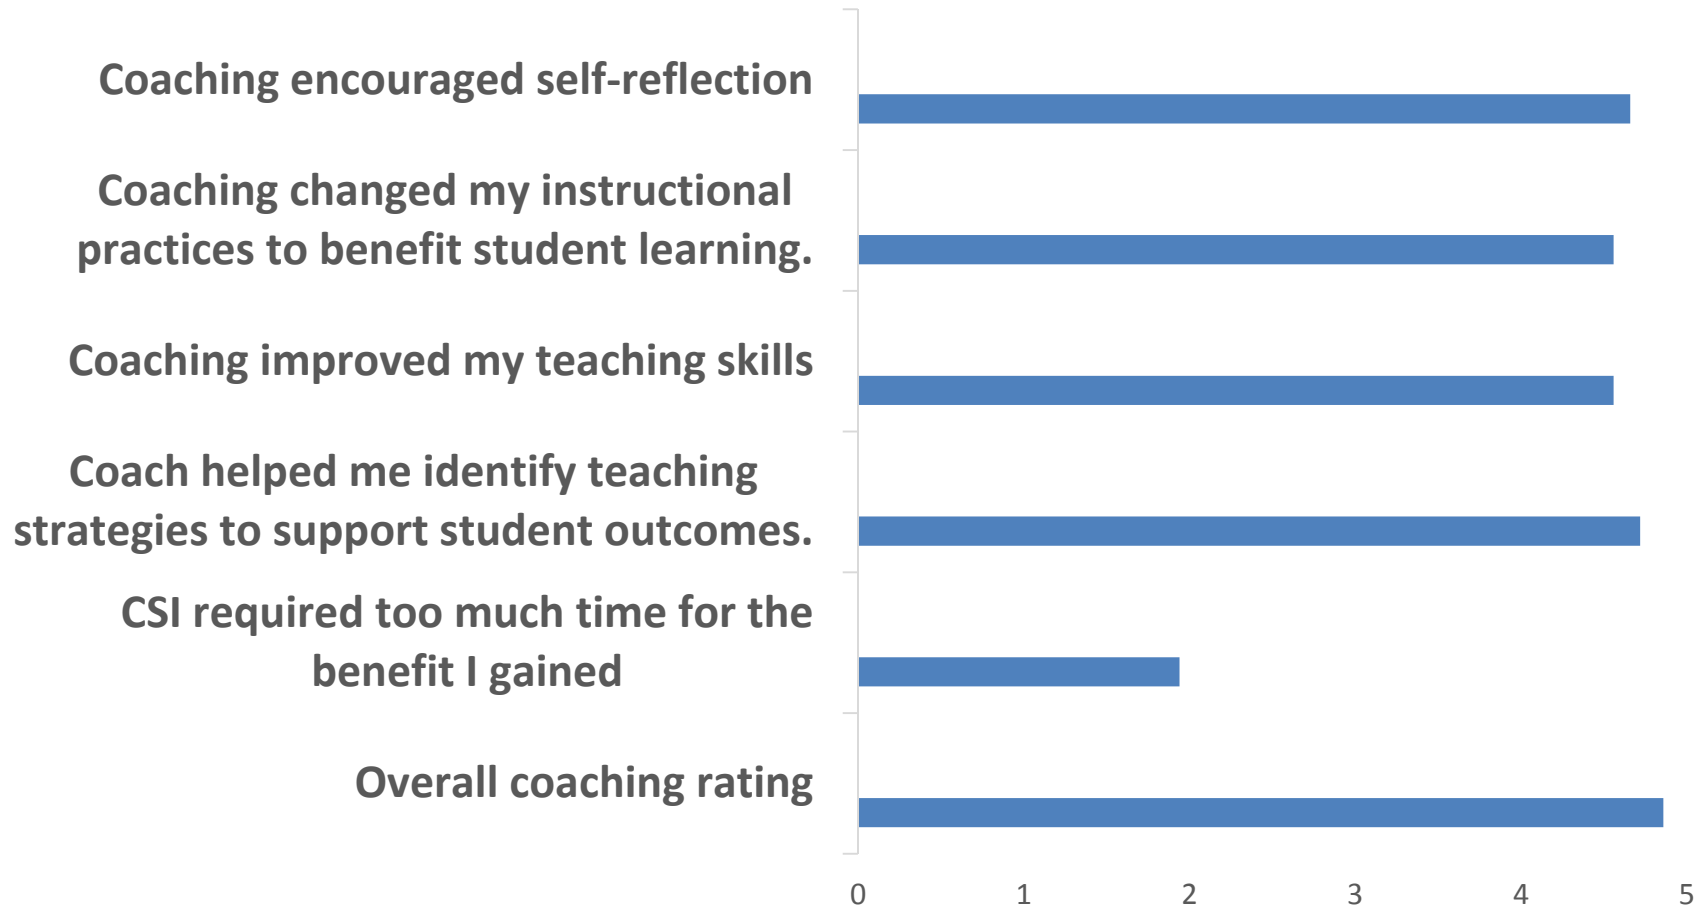 Coaching encouraged self-reflection
Coaching changed my instructional
practices to benefit student learning.
Coaching improved my teaching skills
Coach helped me identify teaching
strategies to support student outcomes.
CSI required too much time for the
benefit I gained
Overall coaching rating
0 1 2 3 4 5